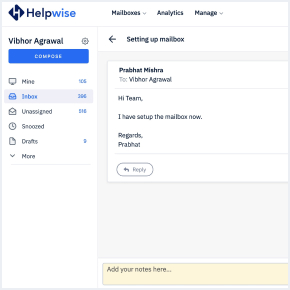 Helpwise
Mailboxes
Analytics
Manage
Vibhor Agrawal
COMPOSE
Mine 105
Inbox 396
Unassigned 516
Snoozed
Drafts 9
More
Setting up mailbox
Prabhat Mishra
To: Vibhor Agrawal
Hi Team,
I have setup the mailbox now.
Regards,
Prabhat
Reply
Add your notes here...